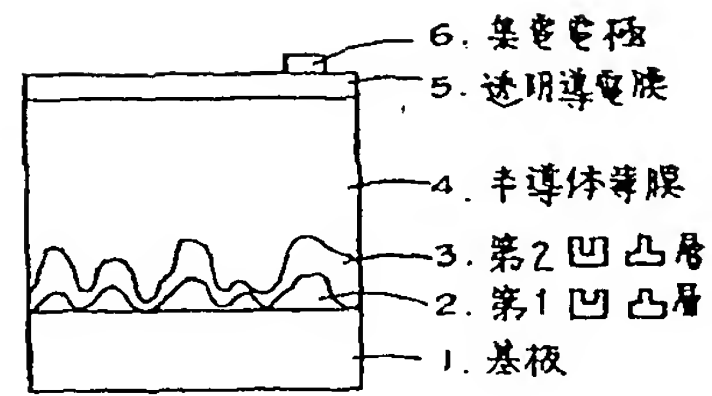 6. 集電電極
5. 透明導電膜
4. 半導体薄膜
3. 第2凹凸層
2. 第1凹凸層
1. 基板